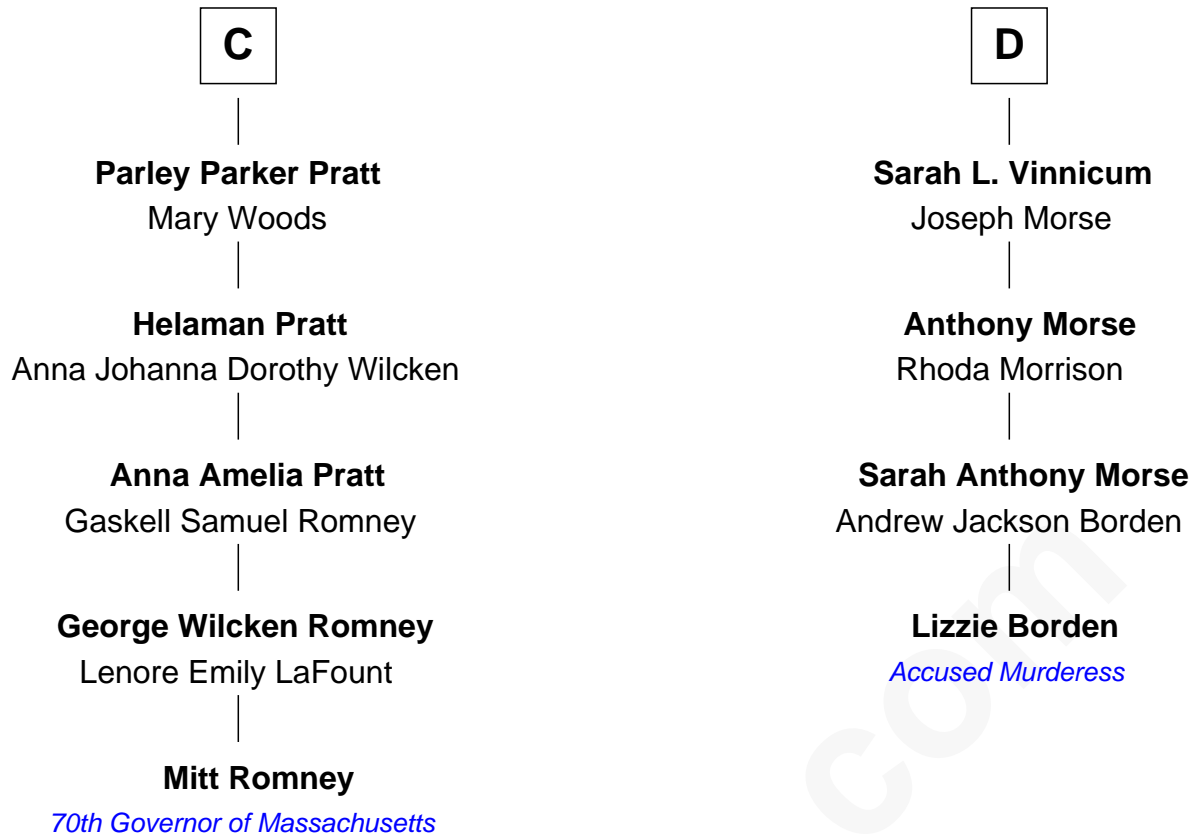 C
Parley Parker Pratt
Mary Woods
Helaman Pratt
Anna Johanna Dorothy Wilcken
Anna Amelia Pratt
Gaskell Samuel Romney
George Wilcken Romney
Lenore Emily LaFount
Mitt Romney
70th Governor of Massachusetts
D
Sarah L. Vinnicum
Joseph Morse
Anthony Morse
Rhoda Morrison
Sarah Anthony Morse
Andrew Jackson Borden
Lizzie Borden
Accused Murderess
com